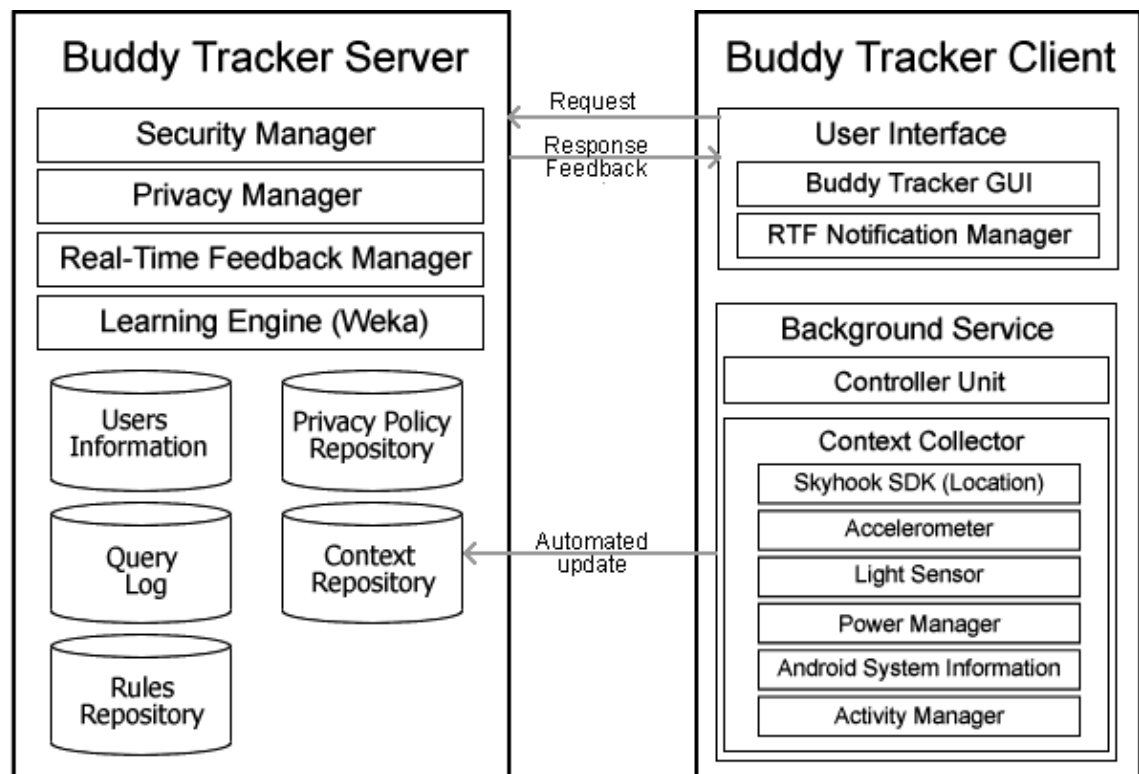 Buddy Tracker Server
Security Manager
Privacy Manager
Real-Time Feedback Manager
Learning Engine (Weka)
Users
Information
Privacy Policy
Repository
Query
Log
Context
Repository
Rules
Repository
Request
Response
Feedback
Automated
update
Buddy Tracker Client
User Interface
Buddy Tracker GUI
RTF Notification Manager
Background Service
Controller Unit
Context Collector
Skyhook SDK (Location)
Accelerometer
Light Sensor
Power Manager
Android System Information
Activity Manager